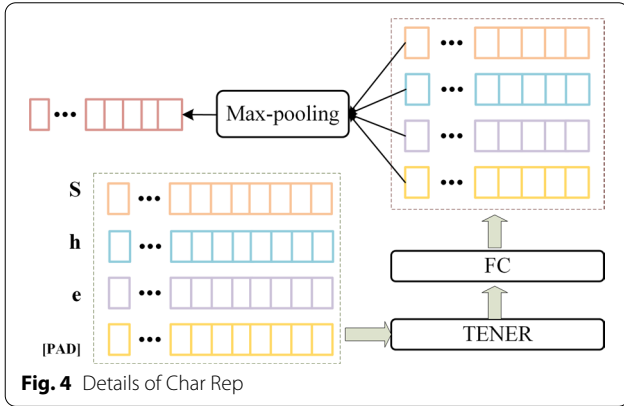 Max-pooling
S
h
e
[PAD]
FC
TENER
Fig. 4 Details of Char Rep